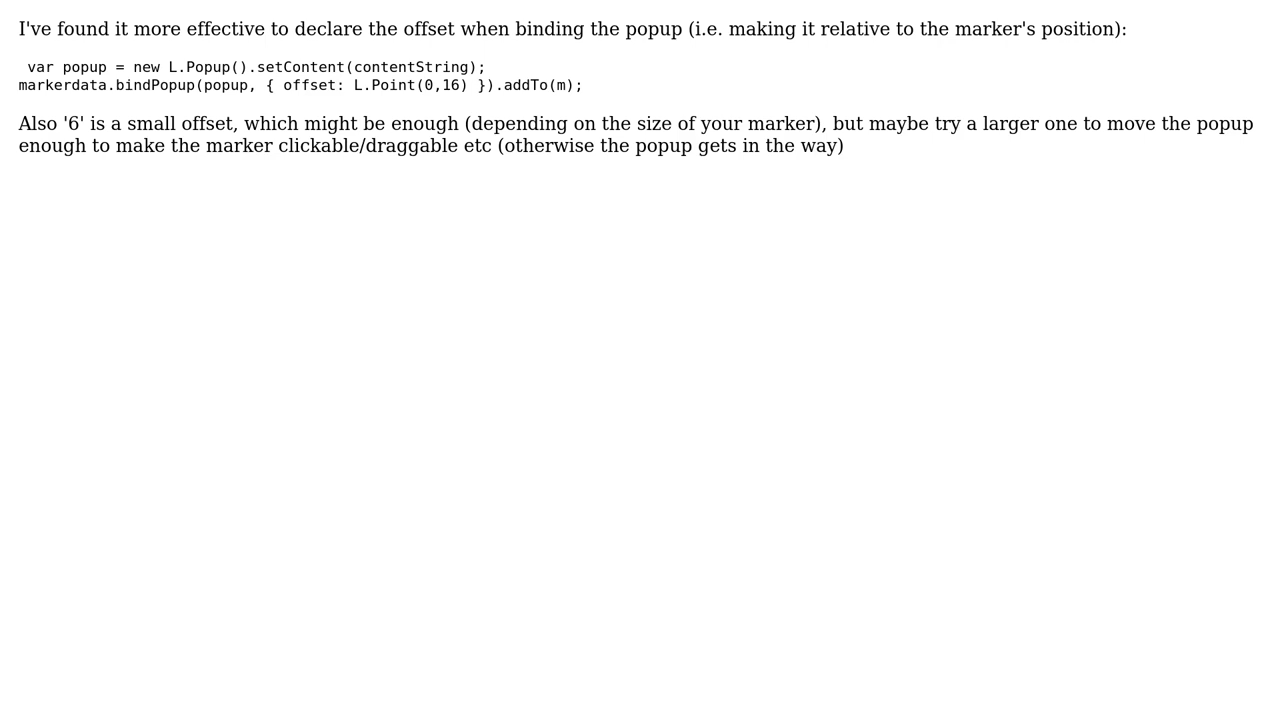 I've found it more effective to declare the offset when binding the popup (i.e. making it relative to the marker's position):
var popup = new L.Popup().setContent(contentString);
markerdata.bindPopup(popup, { offset: L.Point(0,16) }).addTo(m);
Also '6' is a small offset, which might be enough (depending on the size of your marker), but maybe try a larger one to move the popup
enough to make the marker clickable/draggable etc (otherwise the popup gets in the way)